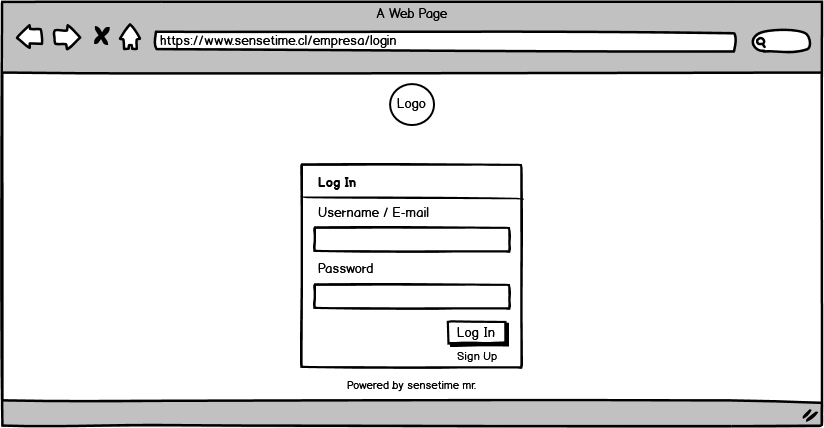 A Web Page
https://www.sensetime.cl/empresa/login
Logo
Log In
Username / E-mail
Password
Log In
Sign Up
Powered by sensetime mr.